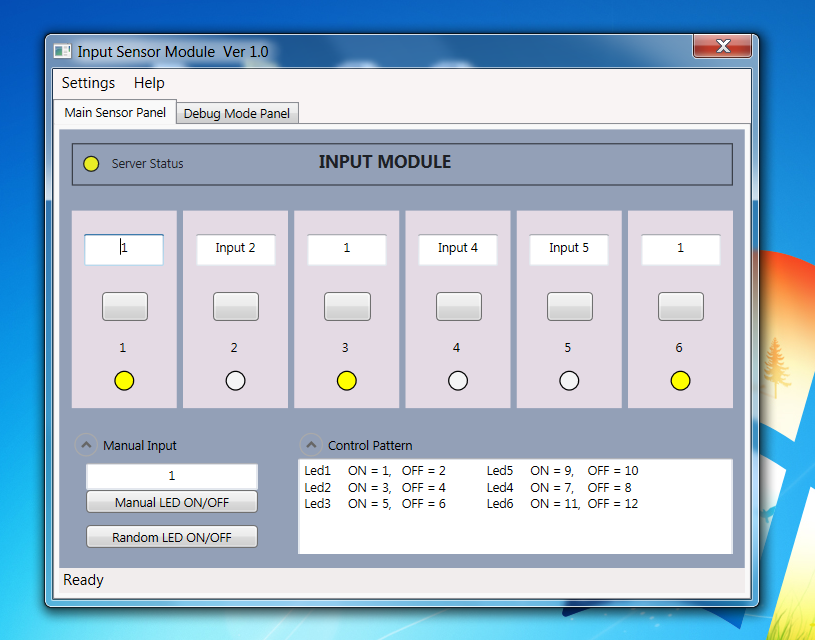 Input Sensor Module  Ver 1.0
Settings Help
Main Sensor Panel Debug Mode Panel
Server Status INPUT MODULE
1 Input 2 1 Input 4 Input 5 1
1 2 3 4 5 6
Manual Input Control Pattern
1
Manual LED ON/OFF
Random LED ON/OFF
Led1 ON = 1, OFF = 2 Led5 ON = 9, OFF = 10
Led2 ON = 3, OFF = 4 Led4 ON = 7, OFF = 8
Led3 ON = 5, OFF = 6 Led6 ON = 11, OFF = 12
Ready